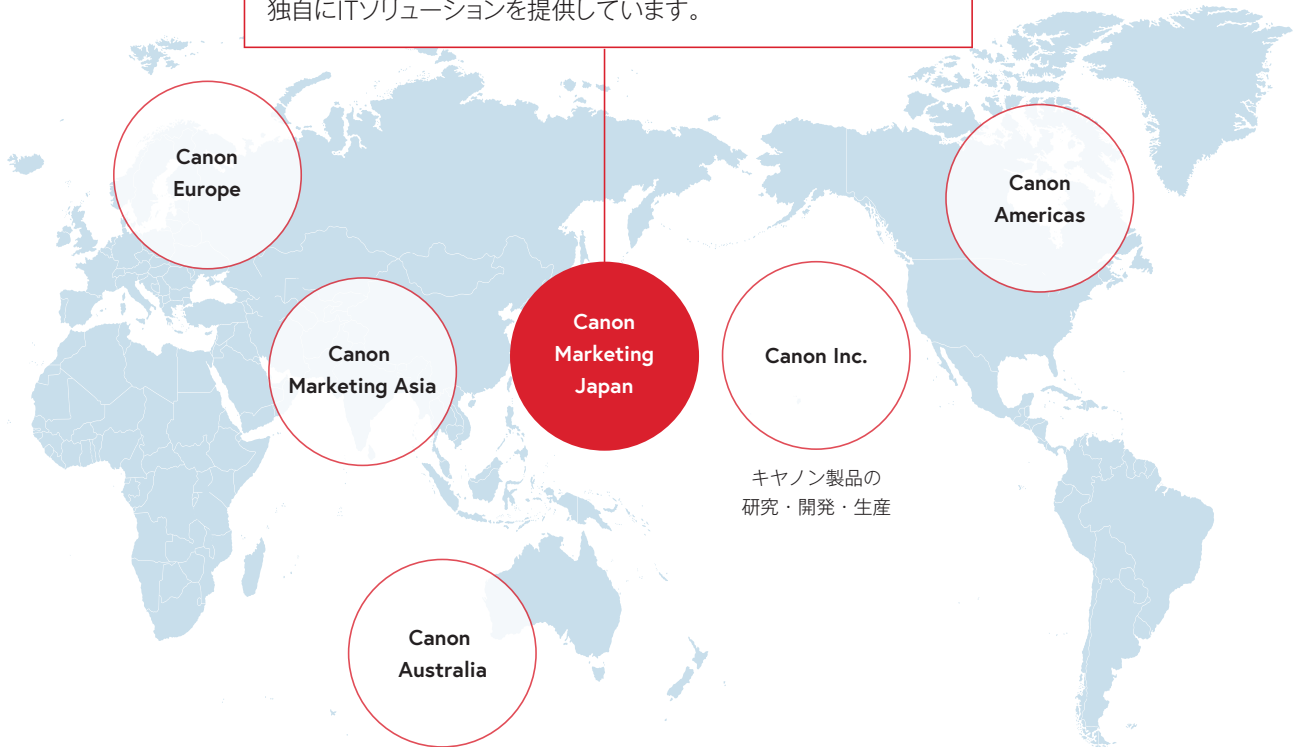 独自にITソリューションを提供しています。
Canon
Europe
Canon
Americas
Canon
Marketing Asia
Canon
Marketing
Japan
Canon Inc.
キヤノン製品の
研究・開発・生産
Canon
Australia